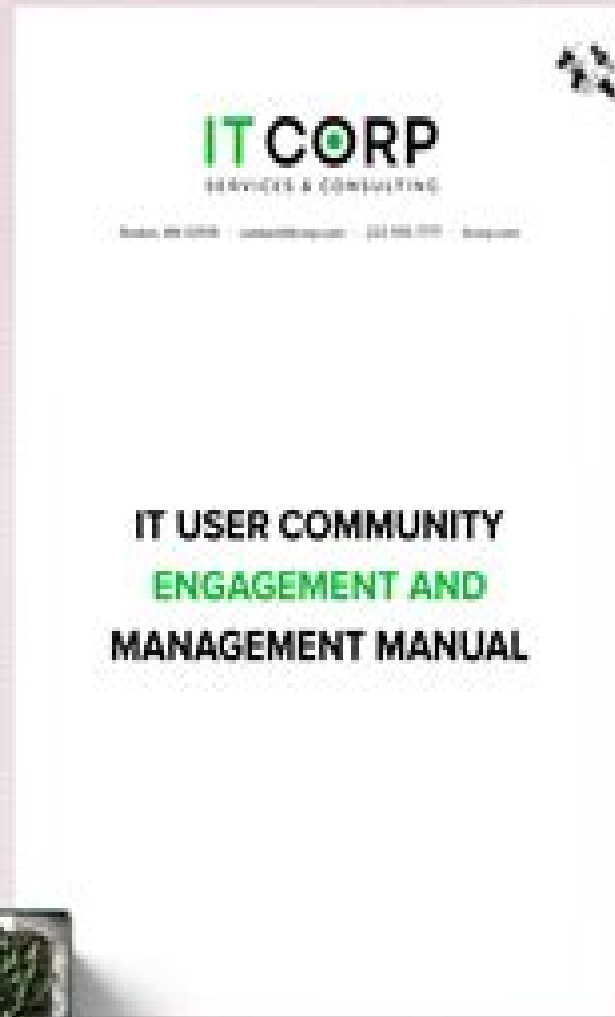 IT CORP
SERVICES & CONSULTING
IT USER COMMUNITY
ENGAGEMENT AND
MANAGEMENT MANUAL